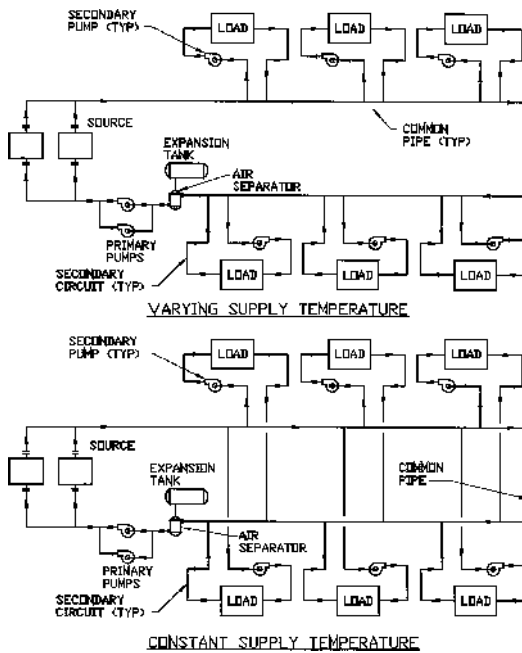 SECONDARY
PUMP (TYP)
LOAD
LOAD
LOAD
SOURCE
COMMON
PIPE (TYP)
EXPANSION
TANK
AIR
SEPARATOR
PRIMARY
PUMPS
SECONDARY
CIRCUIT (TYP)
LOAD
LOAD
LOAD
VARYING SUPPLY TEMPERATURE
SECONDARY
PUMP (TYP)
LOAD
LOAD
LOAD
SOURCE
EXPANSION
TANK
COMMON
PIPE
AIR
SEPARATOR
PRIMARY
PUMPS
SECONDARY
CIRCUIT (TYP)
LOAD
LOAD
LOAD
CONSTANT SUPPLY TEMPERATURE